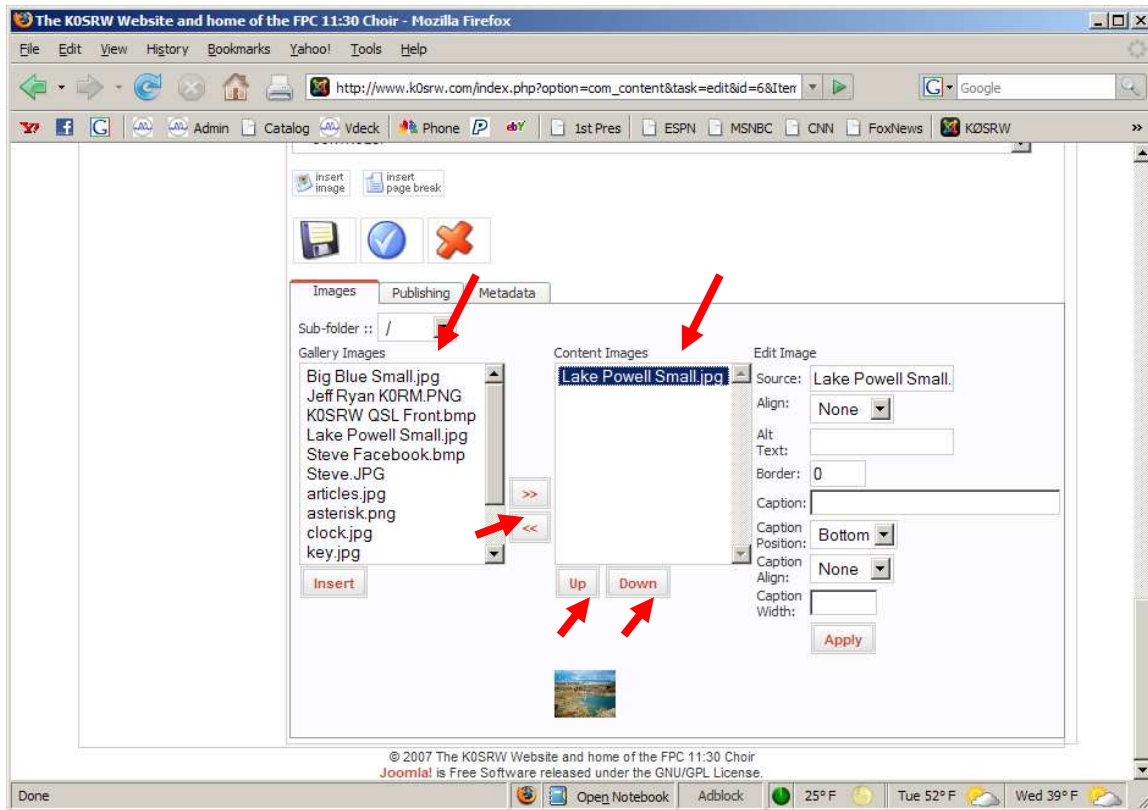 The K0SRW Website and home of the FPC 11:30 Choir - Mozilla Firefox
File Edit View History Bookmarks Yahoo! Tools Help
http://www.k0srw.com/index.php?option=com_content&task=edit&id=6&Iten
G Google
Y! f G Admin Catalog Vdeck Phone P ebY 1st Pres ESPN MSNBC CNN FoxNews KØSRW »
insert image insert page break
Images Publishing Metadata
Sub-folder :: /
Gallery Images Content Images Edit Image
Big Blue Small.jpg
Jeff Ryan K0RM.PNG
K0SRW QSL Front.bmp
Lake Powell Small.jpg
Steve Facebook.bmp
Steve.JPG
articles.jpg
asterisk.png
clock.jpg
key.jpg
Insert
>>
<<
Lake Powell Small.jpg
Up Down
Source: Lake Powell Small.
Align: None
Alt Text:
Border: 0
Caption:
Caption Position: Bottom
Caption Align: None
Caption Width:
Apply
© 2007 The K0SRW Website and home of the FPC 11:30 Choir
Joomla! is Free Software released under the GNU/GPL License.
Done Open Notebook Adblock 25° F Tue 52° F Wed 39° F